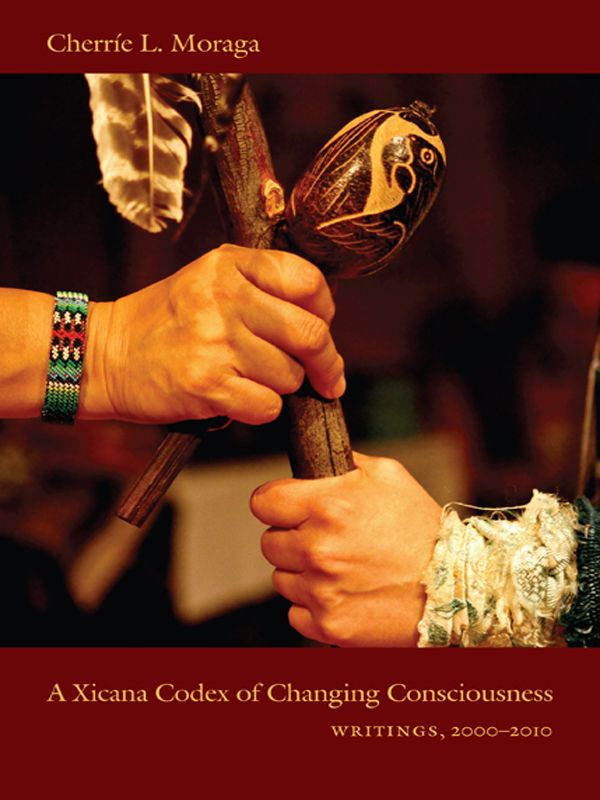 Cherríe L. Moraga
A Xicana Codex of Changing Consciousness
WRITINGS, 2000–2010